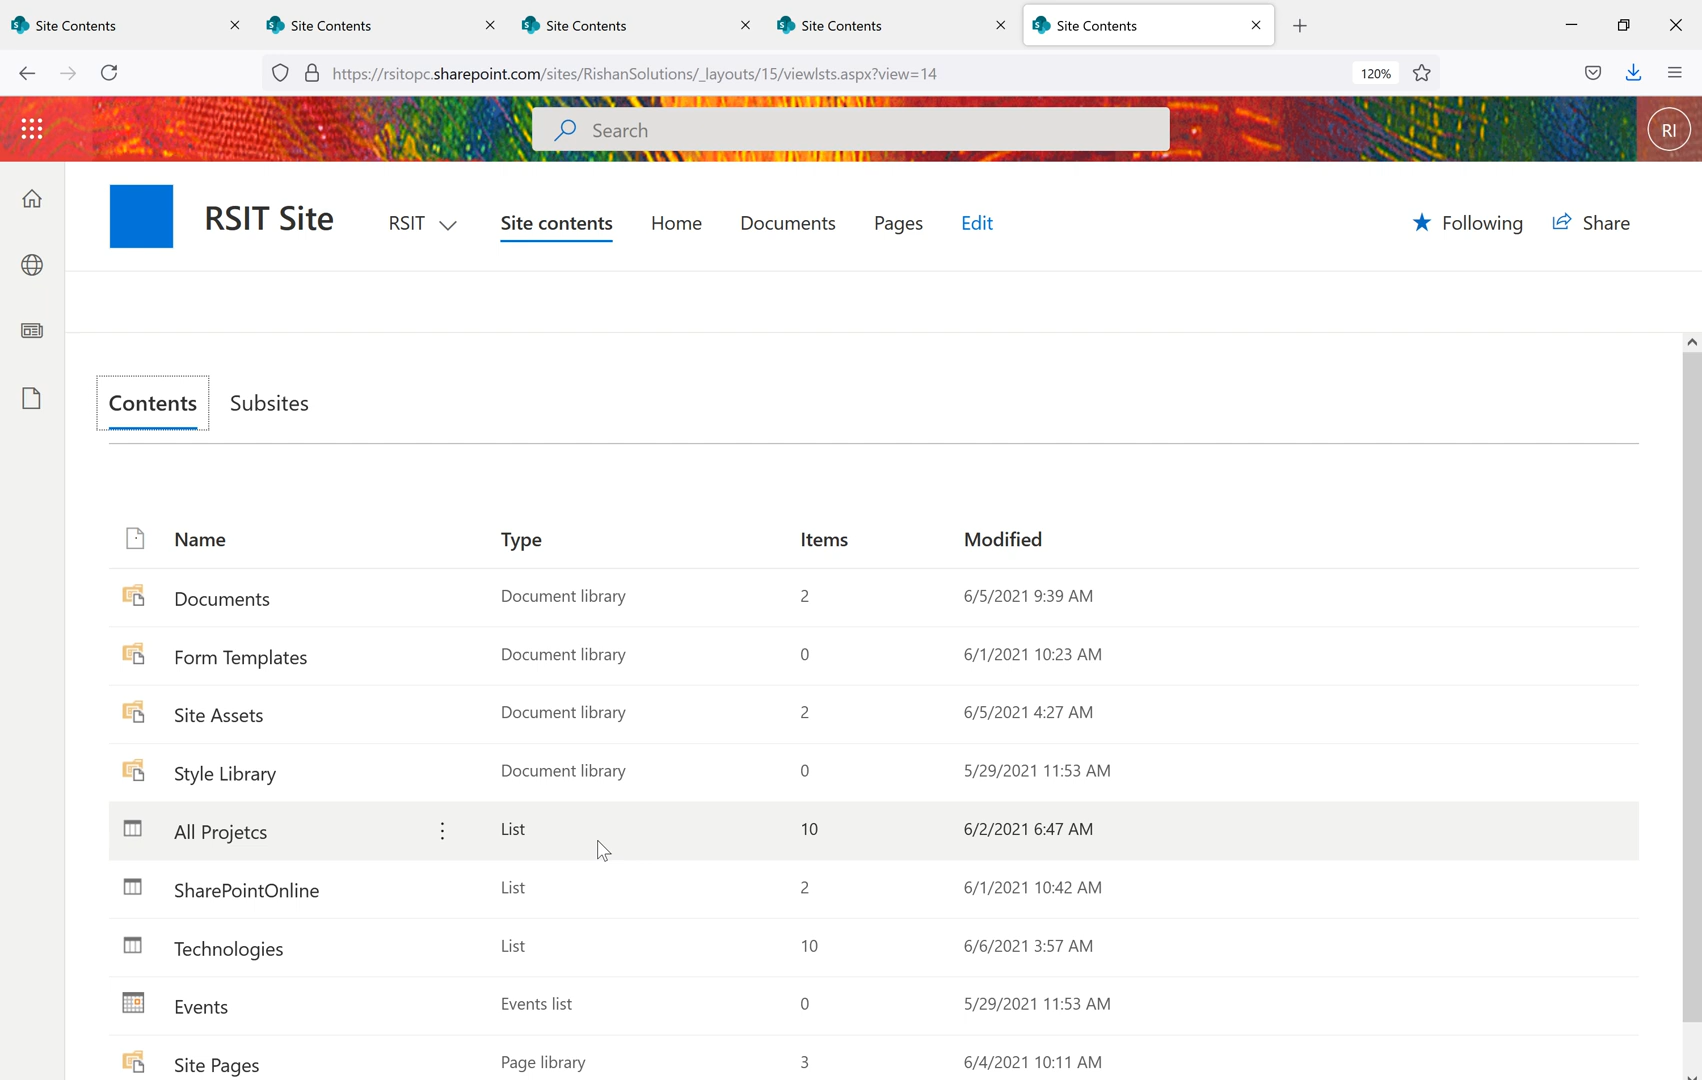 Site Contents Site Contents Site Contents Site Contents Site Contents
https://rsitopc.sharepoint.com/sites/RishanSolutions/_layouts/15/viewlsts.aspx?view=14 120%
Search RI
RSIT Site RSIT Site contents Home Documents Pages Edit Following Share
Contents Subsites
Name Type Items Modified
Documents Document library 2 6/5/2021 9:39 AM
Form Templates Document library 0 6/1/2021 10:23 AM
Site Assets Document library 2 6/5/2021 4:27 AM
Style Library Document library 0 5/29/2021 11:53 AM
All Projetcs List 10 6/2/2021 6:47 AM
SharePointOnline List 2 6/1/2021 10:42 AM
Technologies List 10 6/6/2021 3:57 AM
Events Events list 0 5/29/2021 11:53 AM
Site Pages Page library 3 6/4/2021 10:11 AM